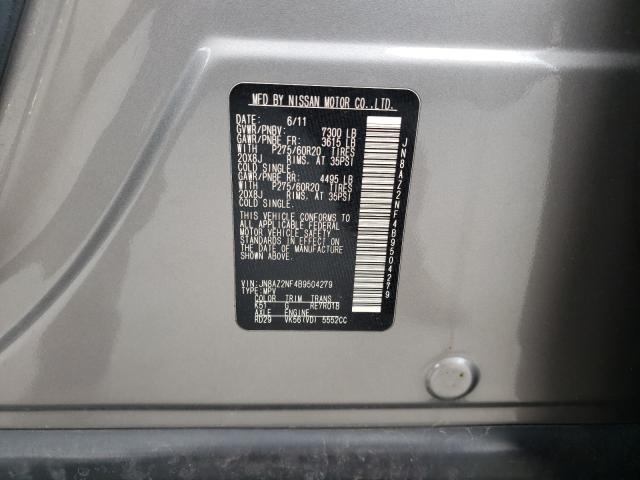 MFD BY NISSAN MOTOR CO.,LTD.
DATE: 6/11
GVWR/PNBV: 7300 LB
GAWR/PNBE FR: 3615 LB
WITH P275/60R20 TIRES
20X8J RIMS, AT 35PSI
COLD SINGLE
GAWR/PNBE RR: 4495 LB
WITH P275/60R20 TIRES
20X8J RIMS, AT 35PSI
COLD SINGLE
THIS VEHICLE CONFORMS TO
ALL APPLICABLE FEDERAL
MOTOR VEHICLE SAFETY
STANDARDS IN EFFECT ON
THE DATE OF MANUFACTURE
SHOWN ABOVE.
VIN:JN8AZ2NF4B9504279
TYPE:MPV
COLOR TRIM TRANS
K51 G RE7R01B
AXLE ENGINE
RD29 VK56(VD) 5552CC
JN8AZ2NF4B9504279